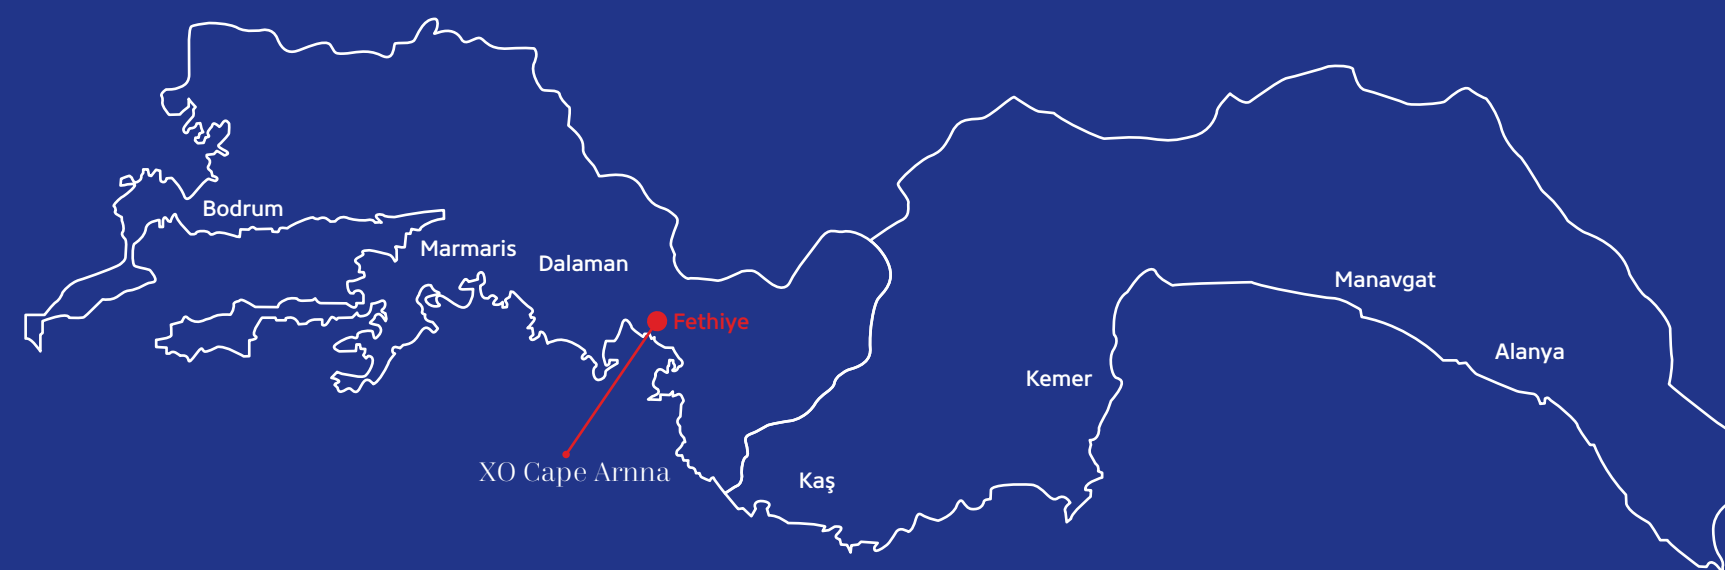 Bodrum
Marmaris
Dalaman
Manavgat
Fethiye
Alanya
Kemer
XO Cape Arnna
Kaş